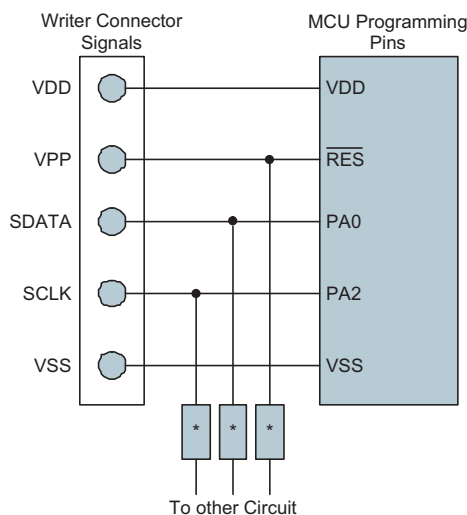 Writer Connector
Signals
MCU Programming
Pins
VDD
VDD
VPP
RES
SDATA
PA0
SCLK
PA2
VSS
VSS
* * *
To other Circuit